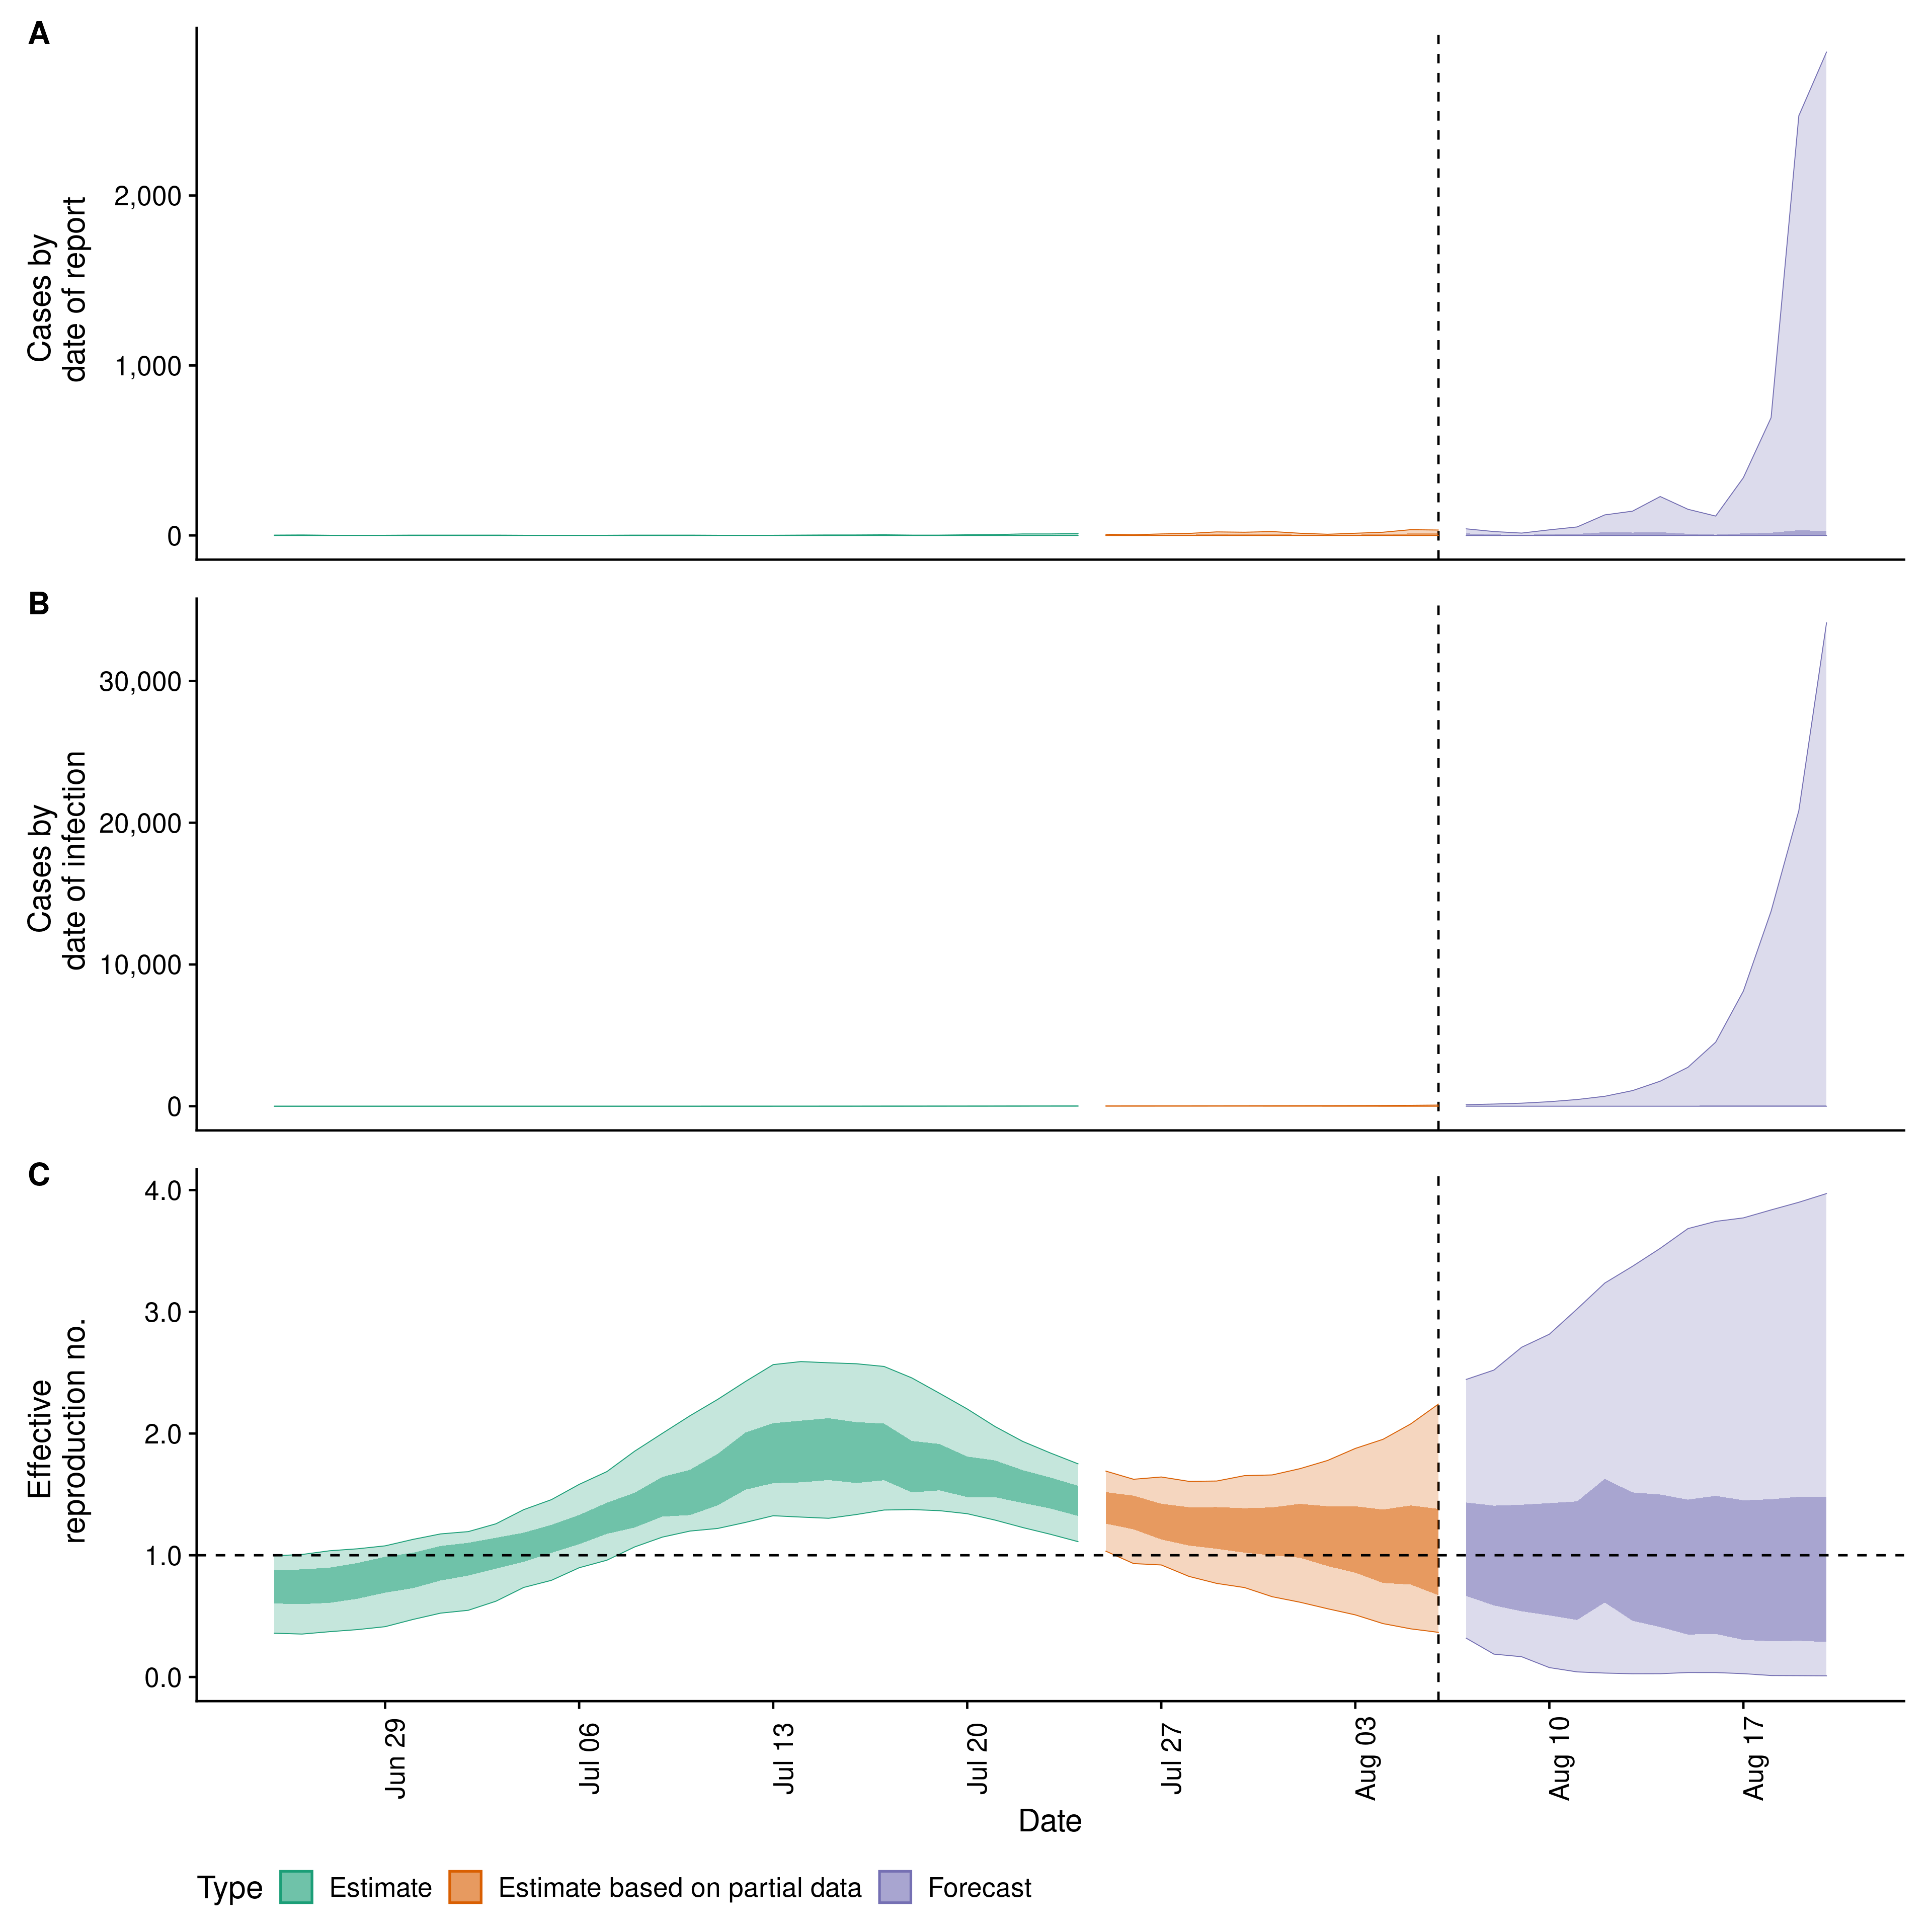 A
Cases by
date of report
2,000
1,000
0
B
Cases by
date of infection
30,000
20,000
10,000
0
C
Effective
reproduction no.
4.0
3.0
2.0
1.0
0.0
Jun 29
Jul 06
Jul 13
Jul 20
Jul 27
Aug 03
Aug 10
Aug 17
Date
Type Estimate Estimate based on partial data Forecast